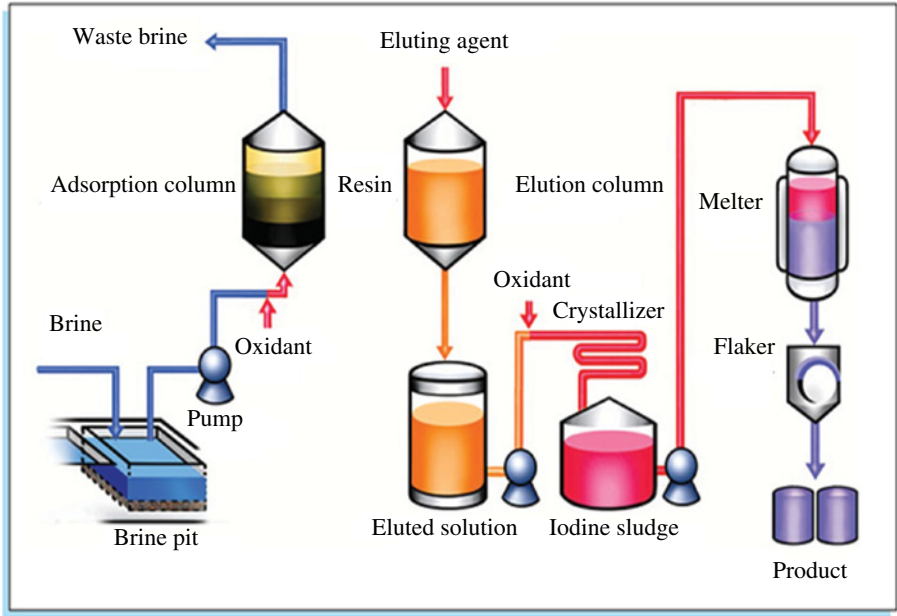 Waste brine
Eluting agent
Adsorption column
Resin
Elution column
Melter
Oxidant
Crystallizer
Brine
Oxidant
Flaker
Pump
Brine pit
Eluted solution
Iodine sludge
Product